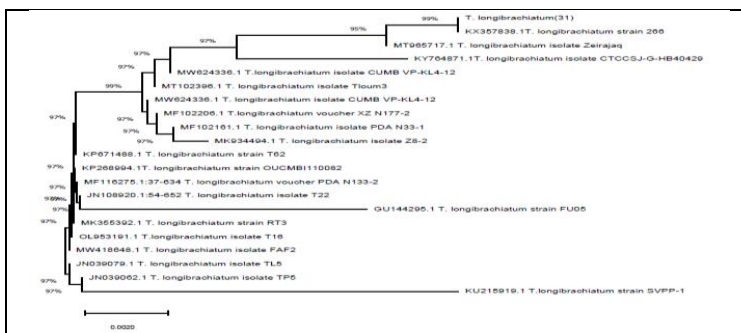 99%
T. longibrachiatum(31)
95%
KX357838.1T. longibrachiatum strain 266
97%
MT965717.1 T. longibrachiatum isolate Zeirajaq
97%
KY764871.1T. longibrachiatum isolate CTCCSJ-G-HB40429
97%
MW624336.1 T.longibrachiatum isolate CUMB VP-KL4-12
99%
MT102396.1 T. longibrachiatum isolate Tloum3
97%
MW624336.1 T. longibrachiatum isolate CUMB VP-KL4-12
97%
MF102206.1 T. longibrachiatum voucher XZ N177-2
97%
MF102161.1 T. longibrachiatum isolate PDA N33-1
97%
97%
MK934494.1 T. longibrachiatum isolate Z8-2
KP671488.1 T. longibrachiatum strain T62
97%
KP268994.1T. longibrachiatum strain OUCMBI110082
MF116275.1:37-634 T. longibrachiatum voucher PDA N133-2
JN108920.1:54-652 T. longibrachiatum isolate T22
97%
GU144295.1 T. longibrachiatum strain FU05
97%
MK355392.1 T. longibrachiatum strain RT3
OL953191.1 T. longibrachiatum isolate T16
MW418648.1 T. longibrachiatum isolate FAF2
JN039079.1 T. longibrachiatum isolate TL5
97%
JN039062.1 T. longibrachiatum isolate TP5
97%
KU215919.1T.longibrachiatum strain SVPP-1
0.0020